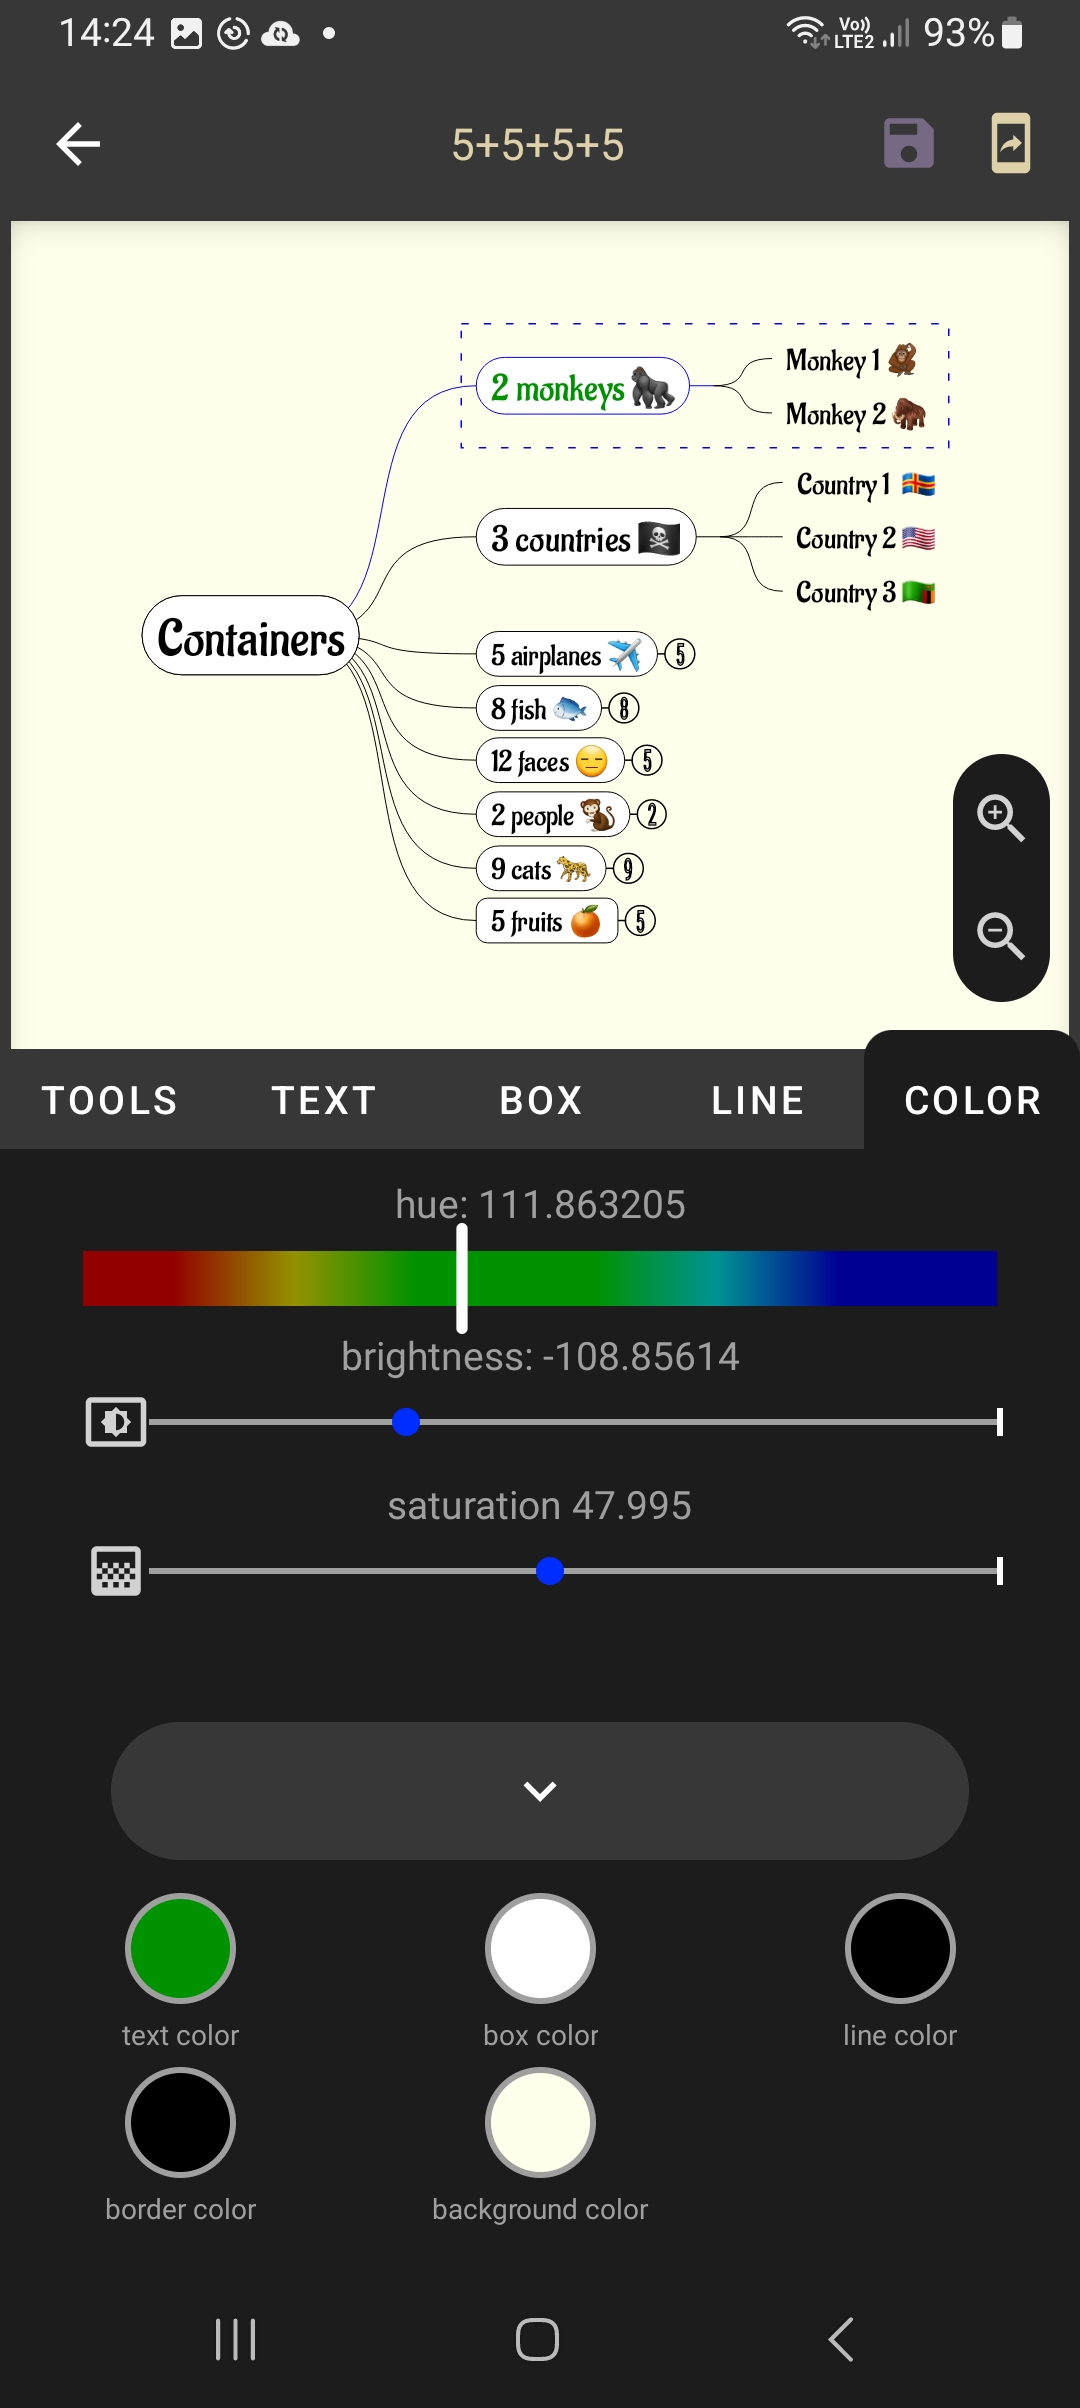 14:24
Vo)) LTE2
93%
5+5+5+5
2 monkeys
Monkey 1
Monkey 2
3 countries
Country 1
Country 2
Country 3
Containers
5 airplanes 5
8 fish 8
12 faces 5
2 people 2
9 cats 9
5 fruits 5
TOOLS TEXT BOX LINE COLOR
hue: 111.863205
brightness: -108.85614
saturation 47.995
text color box color line color
border color background color